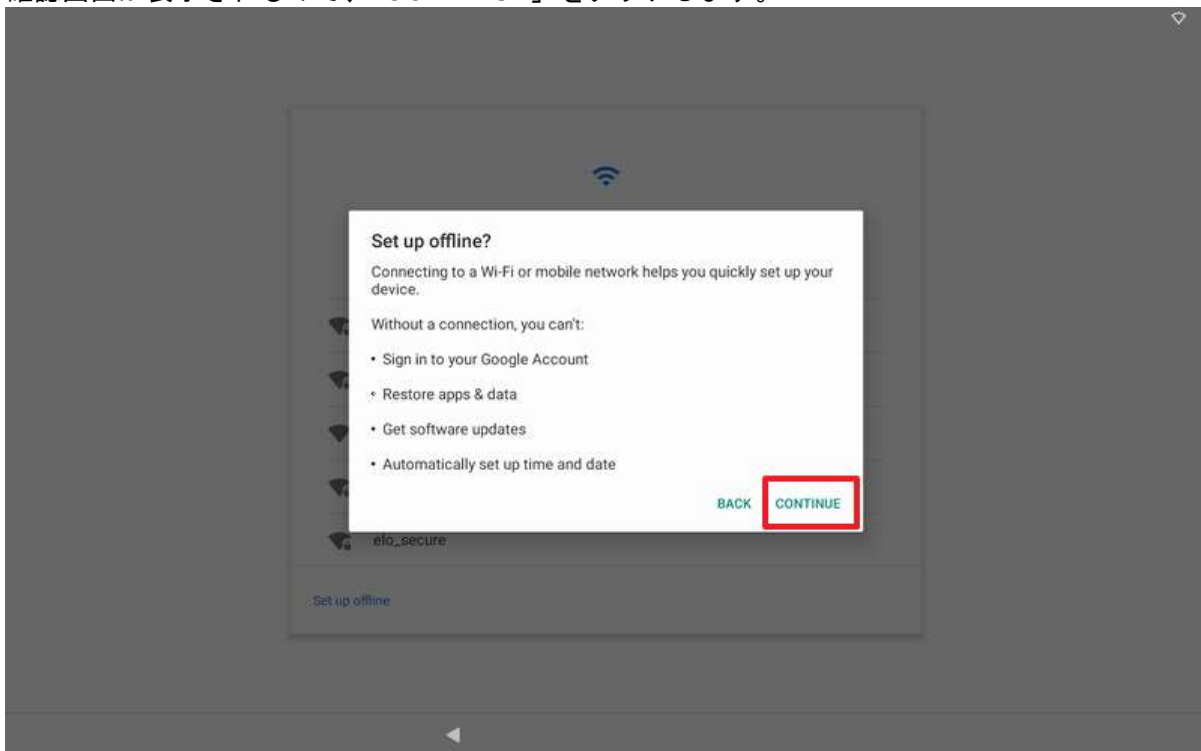 Set up offline?
Connecting to a Wi-Fi or mobile network helps you quickly set up your
device.
Without a connection, you can't:
• Sign in to your Google Account
• Restore apps & data
• Get software updates
• Automatically set up time and date
BACK CONTINUE
elo_secure
Set up offline